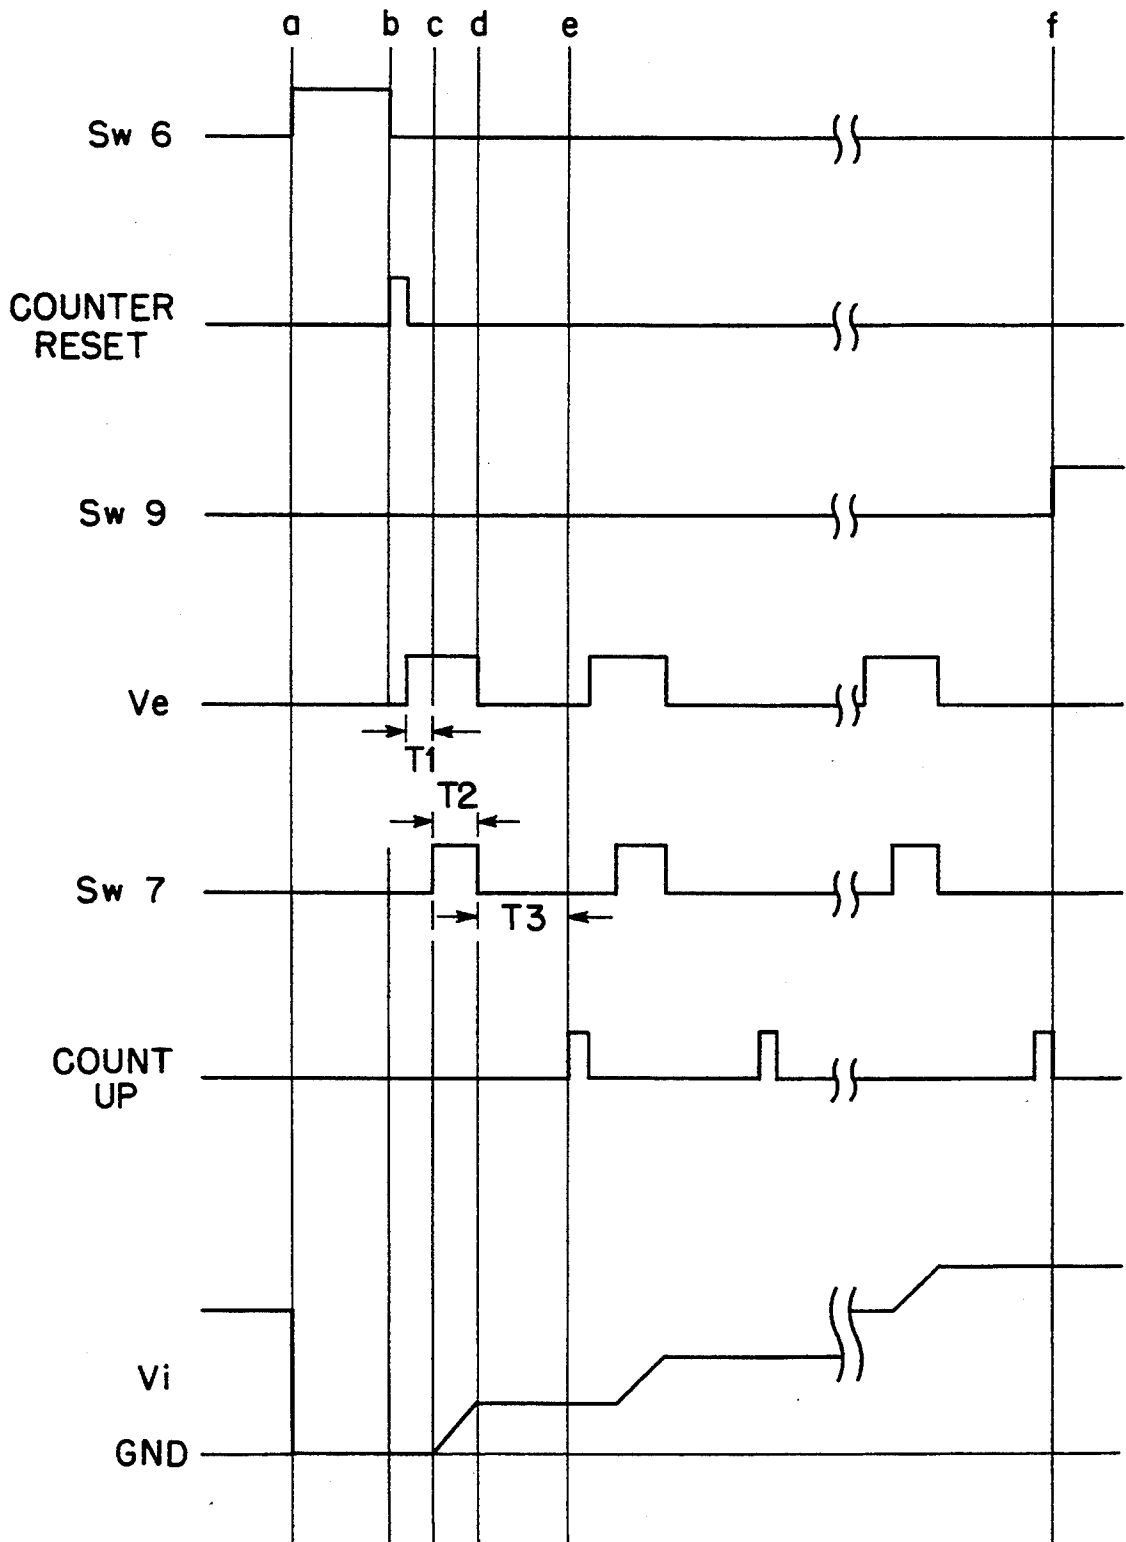 a b c d e f
Sw 6
COUNTER
RESET
Sw 9
Ve
T1
T2
Sw 7
T3
COUNT
UP
Vi
GND